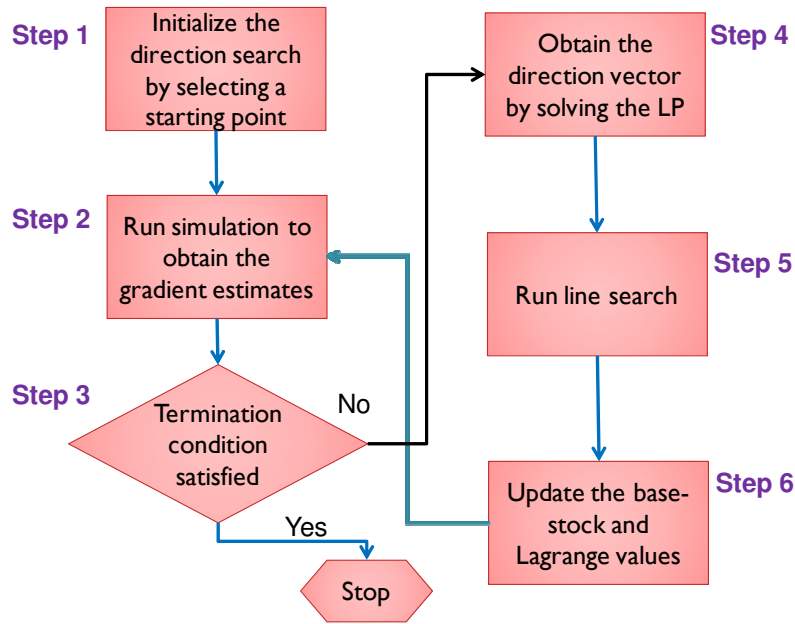 Step 1
Initialize the
direction search
by selecting a
starting point
Step 2
Run simulation to
obtain the
gradient estimates
Step 3
Termination
condition
satisfied
No
Yes
Stop
Step 4
Obtain the
direction vector
by solving the LP
Step 5
Run line search
Step 6
Update the base-
stock and
Lagrange values